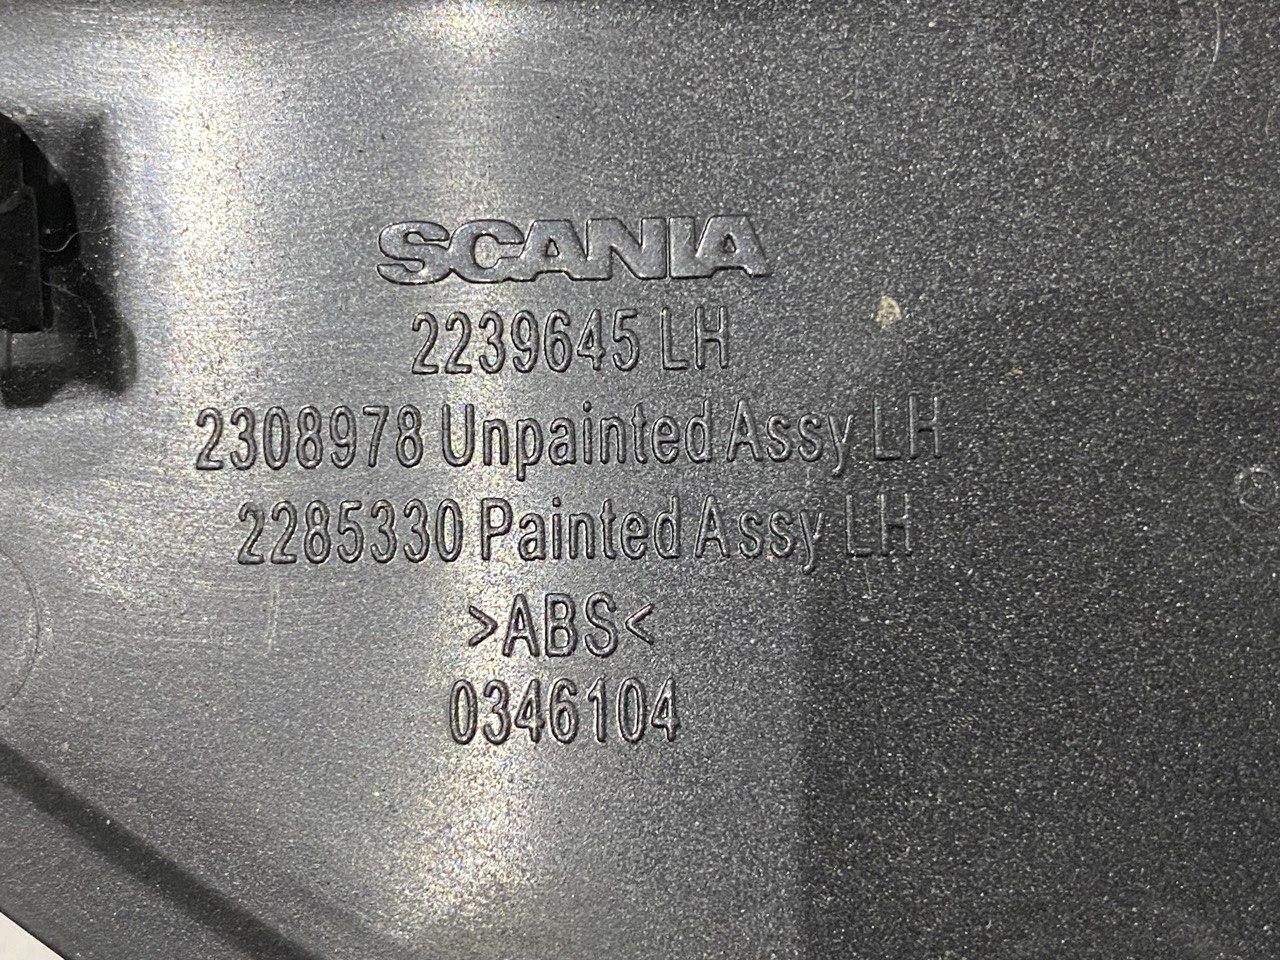 SCANIA
2239645 LH
2308978 Unpainted Assy LH
2285330 Painted Assy LH
>ABS<
0346104